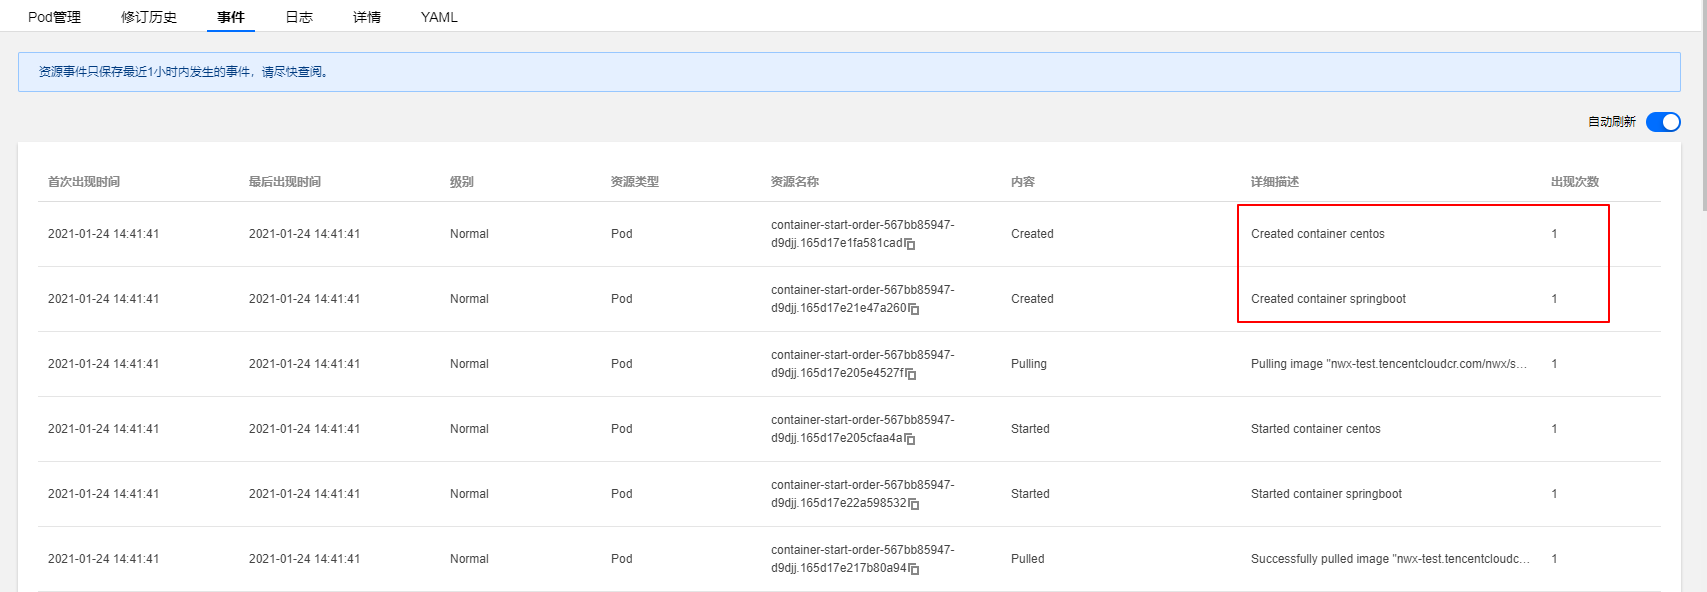 Pod管理 修订历史 事件 日志 详情 YAML
资源事件只保存最近1小时内发生的事件，请尽快查阅。
自动刷新
首次出现时间 最后出现时间 级别 资源类型 资源名称 内容 详细描述 出现次数
2021-01-24 14:41:41 2021-01-24 14:41:41 Normal Pod container-start-order-567bb85947-
d9djj.165d17e1fa581cad Created Created container centos 1
2021-01-24 14:41:41 2021-01-24 14:41:41 Normal Pod container-start-order-567bb85947-
d9djj.165d17e21e47a260 Created Created container springboot 1
2021-01-24 14:41:41 2021-01-24 14:41:41 Normal Pod container-start-order-567bb85947-
d9djj.165d17e205e4527f Pulling Pulling image "nwx-test.tencentcloudcr.com/nwx/s... 1
2021-01-24 14:41:41 2021-01-24 14:41:41 Normal Pod container-start-order-567bb85947-
d9djj.165d17e205cfaa4a Started Started container centos 1
2021-01-24 14:41:41 2021-01-24 14:41:41 Normal Pod container-start-order-567bb85947-
d9djj.165d17e22a598532 Started Started container springboot 1
2021-01-24 14:41:41 2021-01-24 14:41:41 Normal Pod container-start-order-567bb85947-
d9djj.165d17e217b80a94 Pulled Successfully pulled image "nwx-test.tencentcloudc... 1